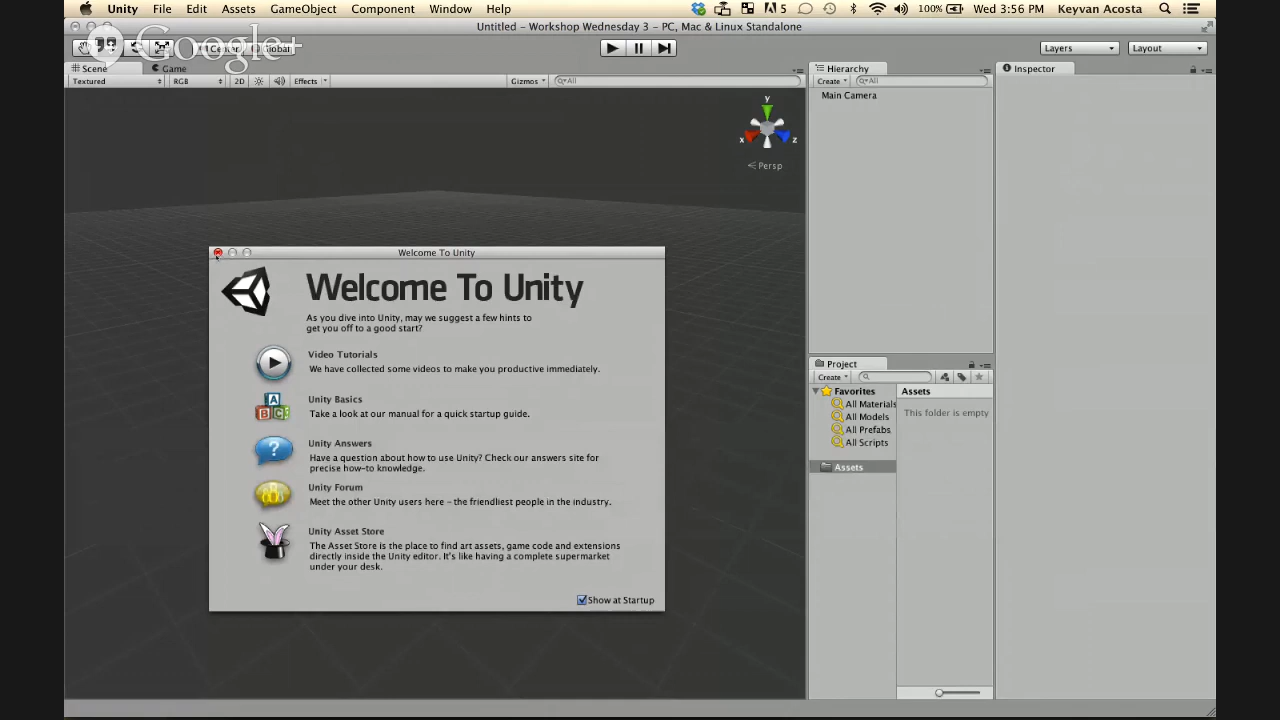 Unity File Edit Assets GameObject Component Window Help 5 100% Wed 3:56 PM Keyvan Acosta
Untitled - Workshop Wednesday 3 - PC, Mac & Linux Standalone
Google+
Center Global Layers Layout
Scene Game Hierarchy Inspector
Textured RGB 2D Effects Gizmos All Create All
Main Camera
y
x z
Persp
Welcome To Unity
Welcome To Unity
As you dive into Unity, may we suggest a few hints to
get you off to a good start?
Video Tutorials
We have collected some videos to make you productive immediately.
Unity Basics
Take a look at our manual for a quick startup guide.
Unity Answers
Have a question about how to use Unity? Check our answers site for
precise how-to knowledge.
Unity Forum
Meet the other Unity users here - the friendliest people in the industry.
Unity Asset Store
The Asset Store is the place to find art assets, game code and extensions
directly inside the Unity editor. It's like having a complete supermarket
under your desk.
Show at Startup
Project
Create
Favorites Assets
All Materials This folder is empty
All Models
All Prefabs
All Scripts
Assets